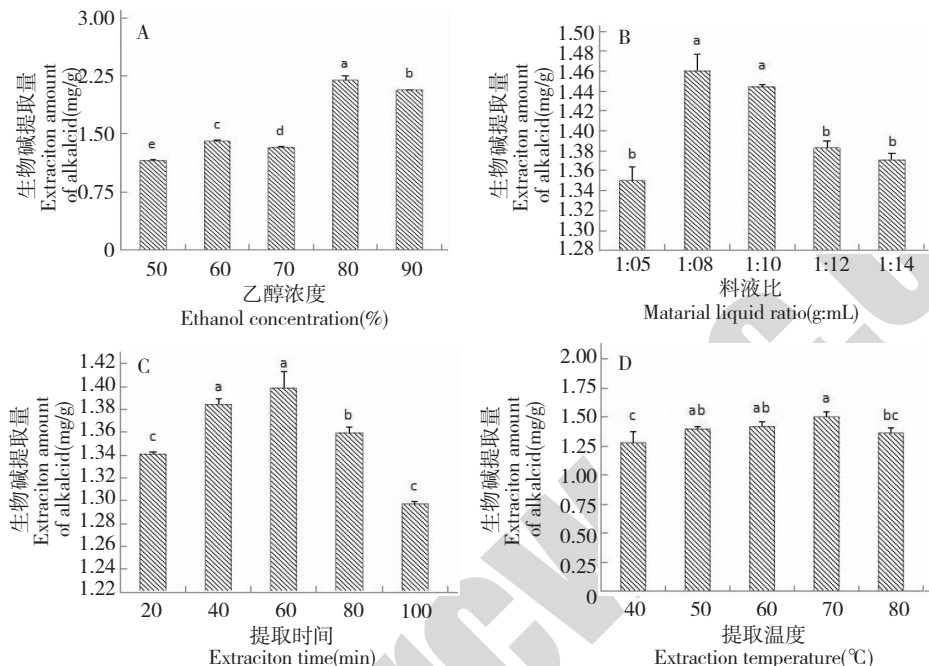 A
生物碱提取量
Extraciton amount
of alkalcid(mg/g)
3.00
2.25
1.50
0.75
0
e
c
d
a
b
50 60 70 80 90
乙醇浓度
Ethanol concentration(%)
B
生物碱提取量
Extraciton amount
of alkalcid(mg/g)
1.50
1.48
1.46
1.44
1.40
1.38
1.36
1.34
1.33
1.28
b
a
a
b
b
1:05 1:08 1:10 1:12 1:14
料液比
Matarial liquid ratio(g:mL)
C
生物碱提取量
Extraciton amount
of alkalcid(mg/g)
1.42
1.40
1.38
1.36
1.34
1.30
1.28
1.26
1.24
1.22
c
a
a
b
c
20 40 60 80 100
提取时间
Extraciton time(min)
D
生物碱提取量
Extraciton amount
of alkalcid(mg/g)
2.00
1.75
1.50
1.25
1.00
0.75
0.50
0.25
0
c
ab
ab
a
bc
40 50 60 70 80
提取温度
Extraction temperature(℃)